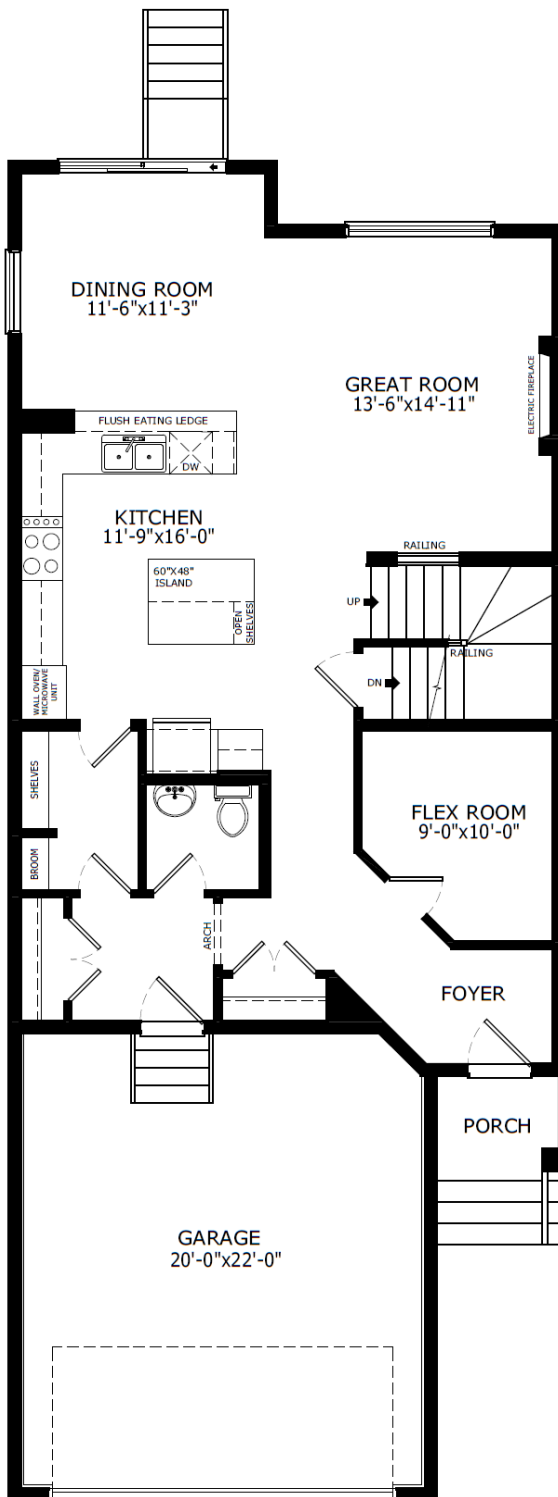 DINING ROOM
11'-6"x11'-3"
GREAT ROOM
13'-6"x14'-11"
ELECTRIC FIREPLACE
FLUSH EATING LEDGE
DW
KITCHEN
11'-9"x16'-0"
RAILING
60"X48"
ISLAND
OPEN
SHELVES
UP
RAILING
DN
WALL OVEN/
MICROWAVE
UNIT
SHELVES
FLEX ROOM
9'-0"x10'-0"
BROOM
ARCH
FOYER
PORCH
GARAGE
20'-0"x22'-0"